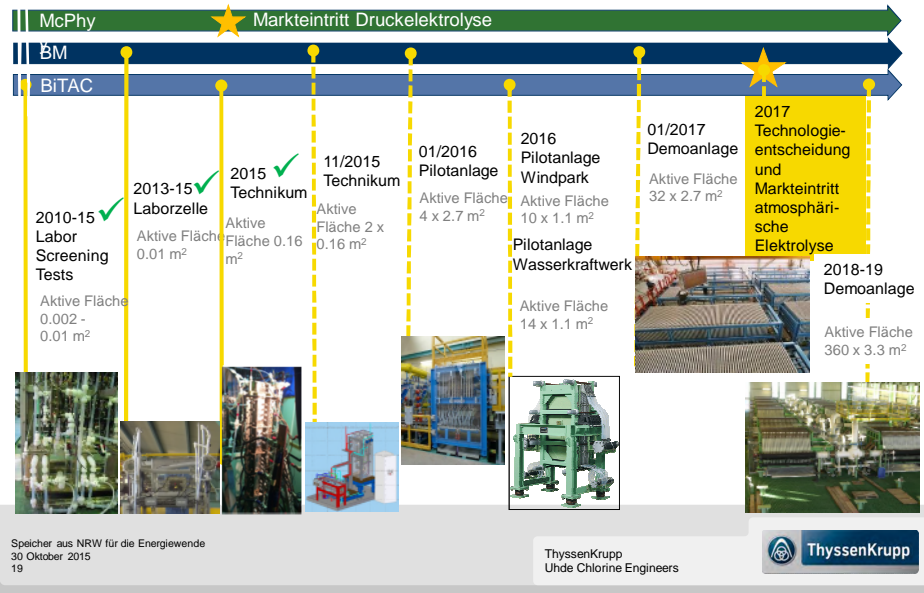 McPhy
y
Markteintritt Druckelektrolyse
BM
BiTAC
2010-15
Labor
Screening
Tests
Aktive Fläche
0.002 -
0.01 m²
2013-15
Laborzelle
Aktive Fläche
0.01 m²
2015
Technikum
Aktive
Fläche 0.16
m²
11/2015
Technikum
Aktive
Fläche 2 x
0.16 m²
01/2016
Pilotanlage
Aktive Fläche
4 x 2.7 m²
2016
Pilotanlage
Windpark
Aktive Fläche
10 x 1.1 m²
Pilotanlage
Wasserkraftwerk
Aktive Fläche
14 x 1.1 m²
01/2017
Demoanlage
Aktive Fläche
32 x 2.7 m²
2017
Technologie-
entscheidung
und
Markteintritt
atmosphäri-
sche
Elektrolyse
2018-19
Demoanlage
Aktive Fläche
360 x 3.3 m²
Speicher aus NRW für die Energiewende
30 Oktober 2015
19
ThyssenKrupp
Uhde Chlorine Engineers
ThyssenKrupp